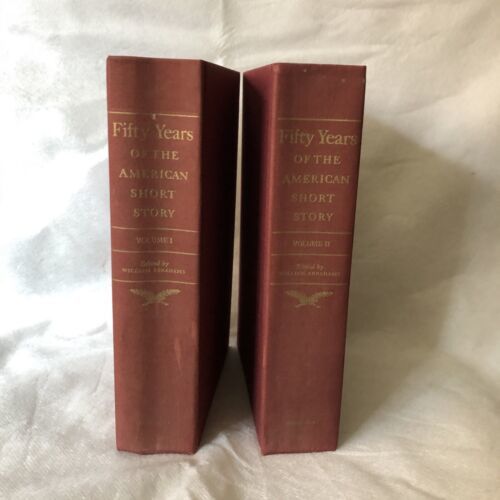 Fifty Years
OF THE
AMERICAN
SHORT
STORY
VOLUME I
Edited by
WILLIAM ABRAHAMS
Fifty Years
OF THE
AMERICAN
SHORT
STORY
VOLUME II
Edited by
WILLIAM ABRAHAMS